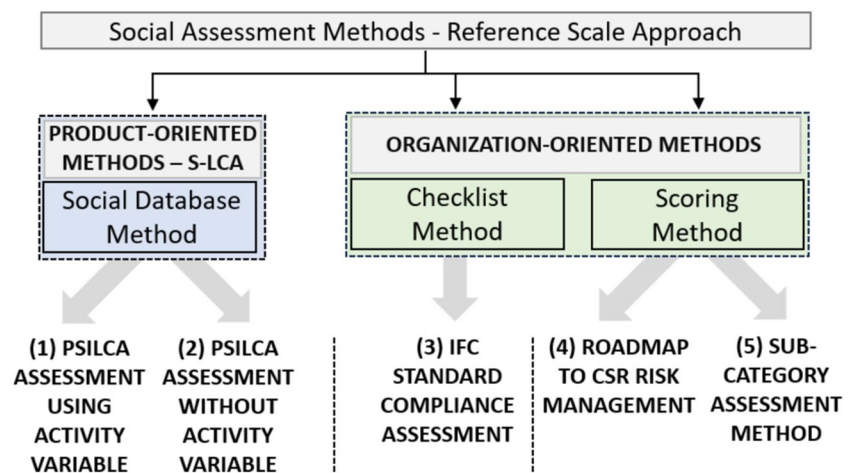 Social Assessment Methods - Reference Scale Approach
PRODUCT-ORIENTED
METHODS – S-LCA
Social Database
Method
ORGANIZATION-ORIENTED METHODS
Checklist
Method
Scoring
Method
(1) PSILCA
ASSESSMENT
USING
ACTIVITY
VARIABLE
(2) PSILCA
ASSESSMENT
WITHOUT
ACTIVITY
VARIABLE
(3) IFC
STANDARD
COMPLIANCE
ASSESSMENT
(4) ROADMAP
TO CSR RISK
MANAGEMENT
(5) SUB-
CATEGORY
ASSESSMENT
METHOD